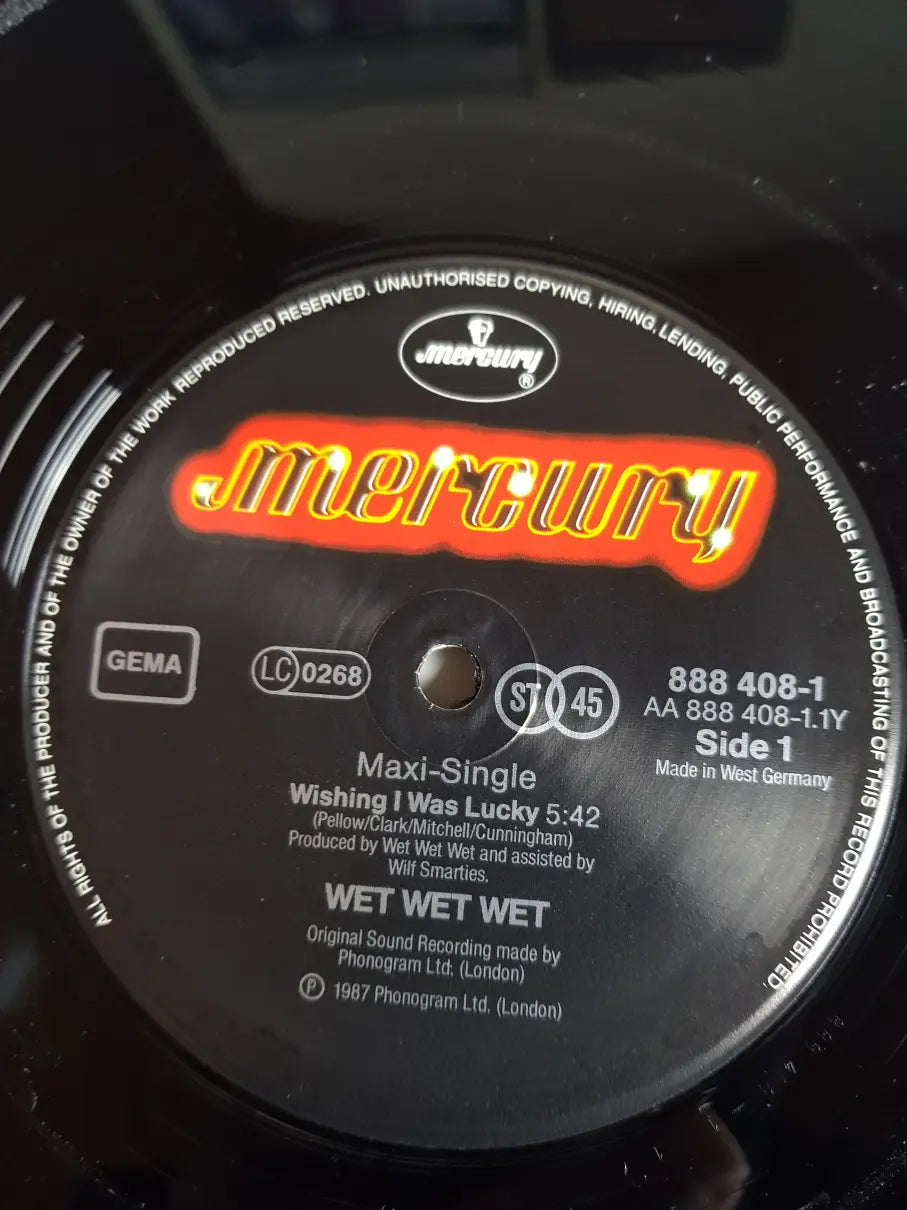 ALL RIGHTS OF THE PRODUCER AND OF THE OWNER OF THE WORK REPRODUCED RESERVED. UNAUTHORISED COPYING, HIRING, LENDING, PUBLIC PERFORMANCE AND BROADCASTING OF THIS RECORD PROHIBITED.
mercury
®
mercury
GEMA
LC 0268
ST 45
888 408-1
AA 888 408-1.1Y
Side 1
Made in West Germany
Maxi-Single
Wishing I Was Lucky 5:42
(Pellow/Clark/Mitchell/Cunningham)
Produced by Wet Wet Wet and assisted by
Wilf Smarties.
WET WET WET
Original Sound Recording made by
Phonogram Ltd; (London)
℗ 1987 Phonogram Ltd. (London)